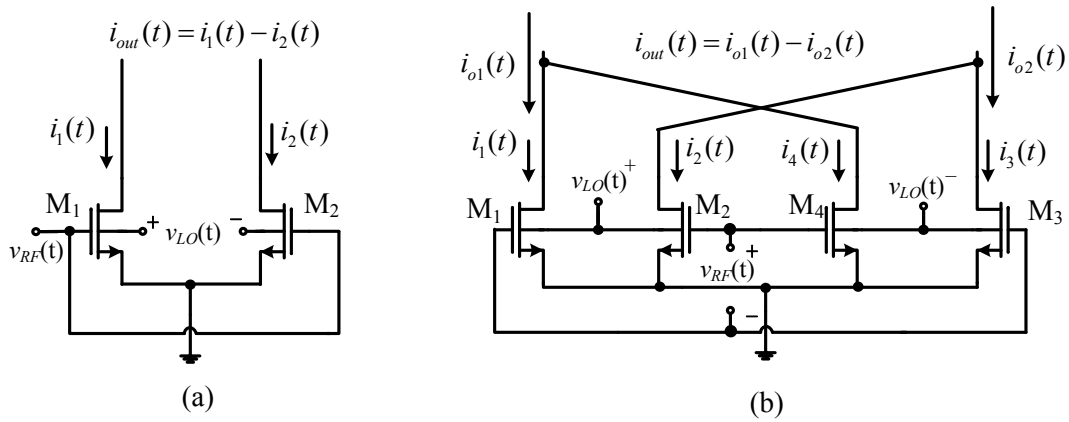 i_out(t) = i_1(t) − i_2(t)
i_1(t)
i_2(t)
M_1
M_2
v_RF(t)
+
v_LO(t)
−
(a)
i_out(t) = i_o1(t) − i_o2(t)
i_o1(t)
i_o2(t)
i_1(t)
i_2(t)
i_4(t)
i_3(t)
v_LO(t)^+
v_LO(t)^−
M_1
M_2
M_4
M_3
+
v_RF(t)
−
(b)